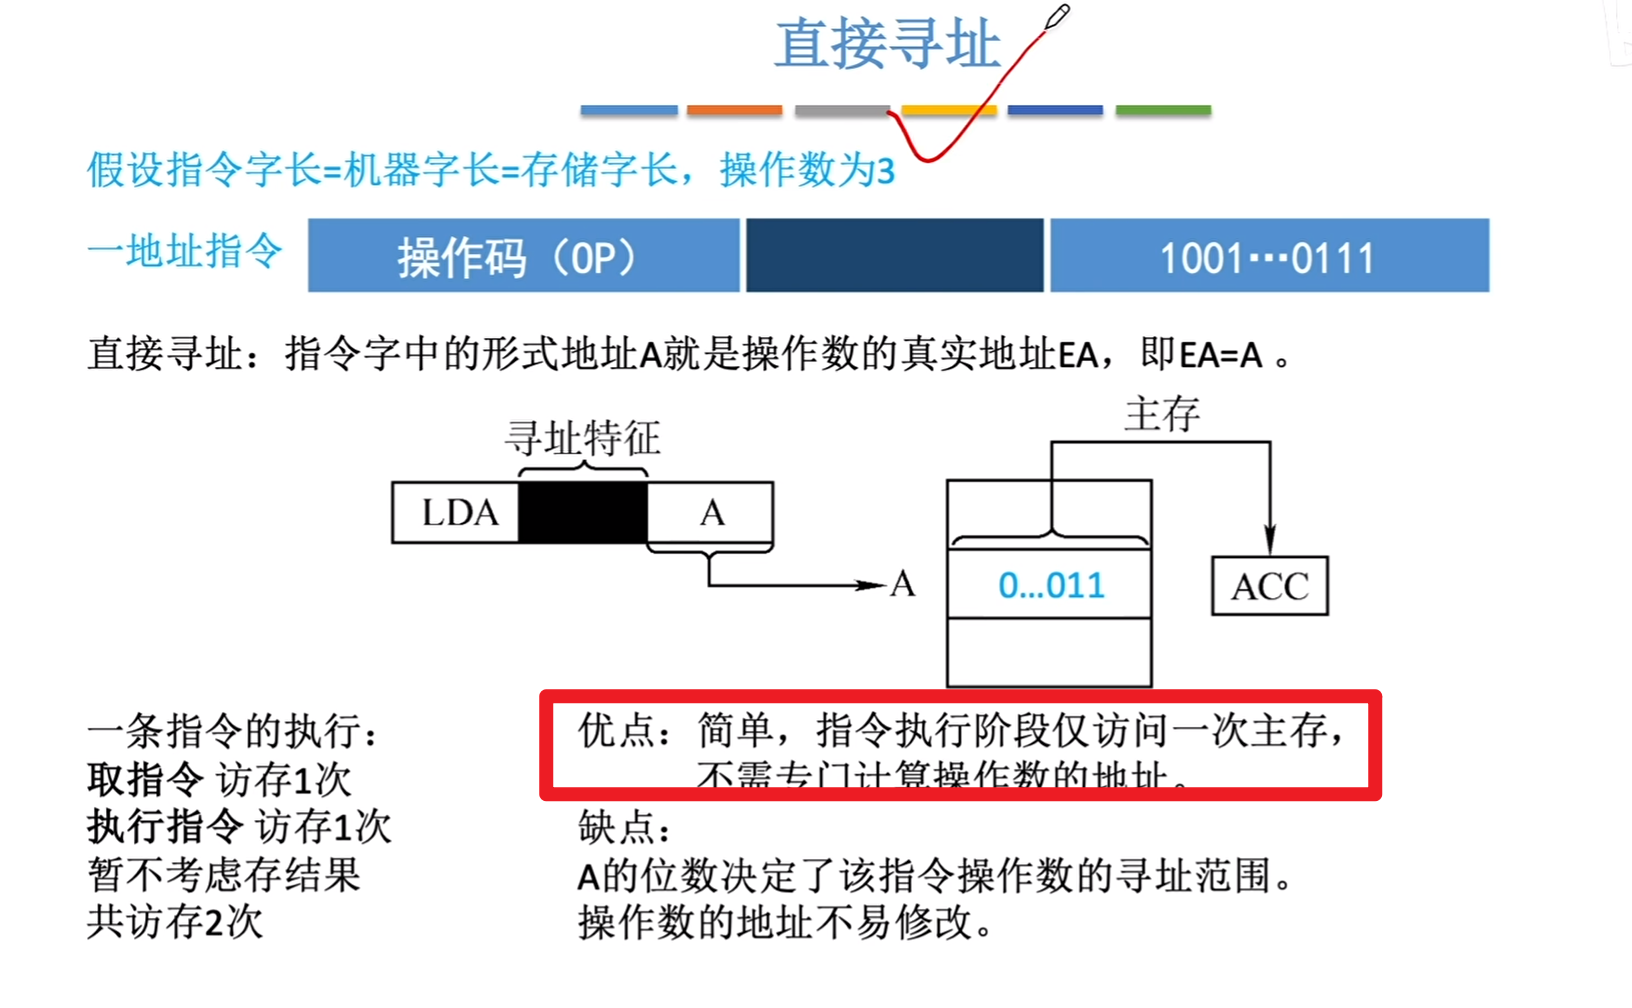 直接寻址
假设指令字长=机器字长=存储字长，操作数为3
一地址指令 操作码（OP） 1001…0111
直接寻址：指令字中的形式地址A就是操作数的真实地址EA，即EA=A 。
主存
寻址特征
LDA A
A 0...011 ACC
一条指令的执行：
取指令 访存1次
执行指令 访存1次
暂不考虑存结果
共访存2次
优点：简单，指令执行阶段仅访问一次主存，
不需专门计算操作数的地址。
缺点：
A的位数决定了该指令操作数的寻址范围。
操作数的地址不易修改。